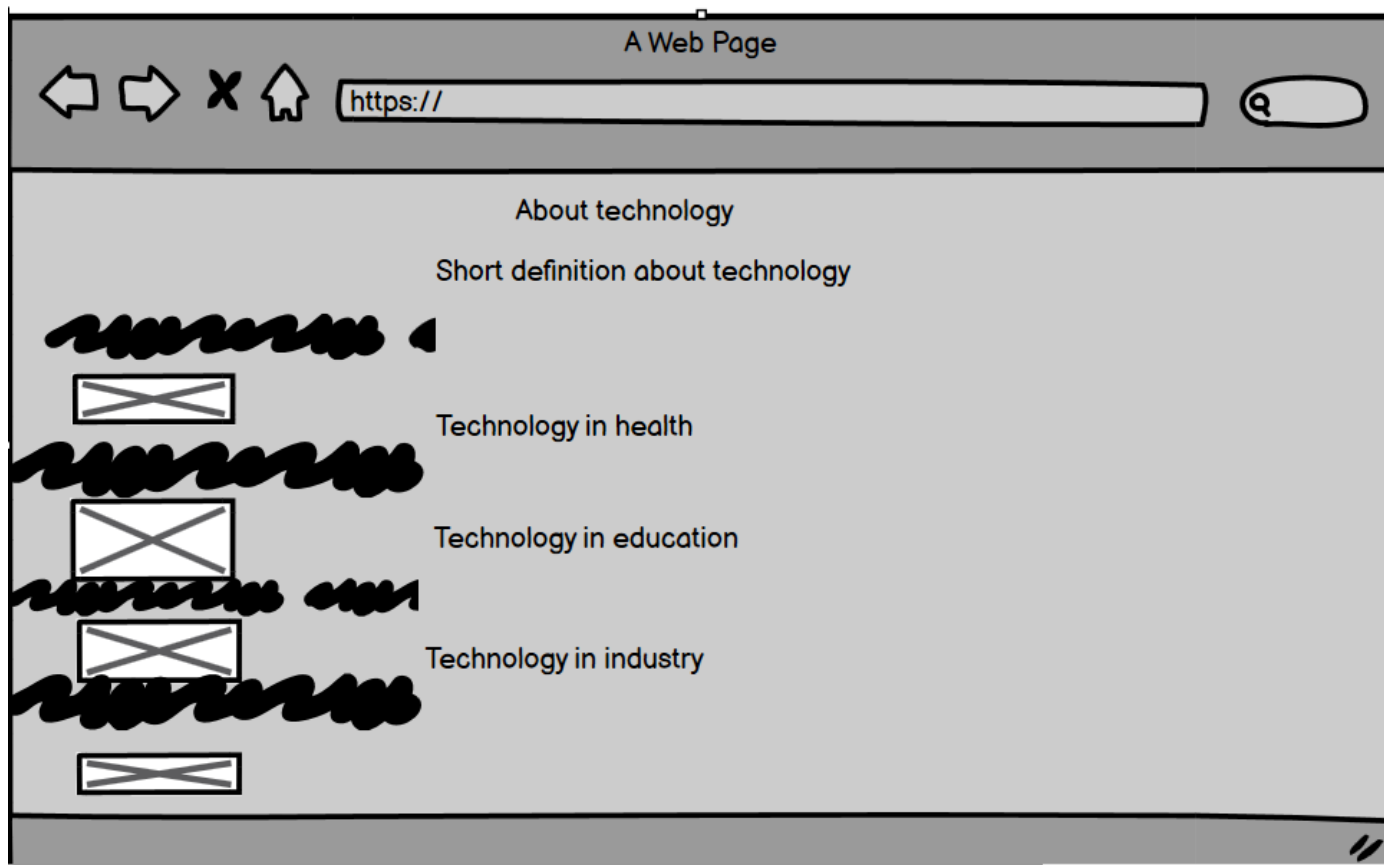 A Web Page
https://
About technology
Short definition about technology
Technology in health
Technology in education
Technology in industry